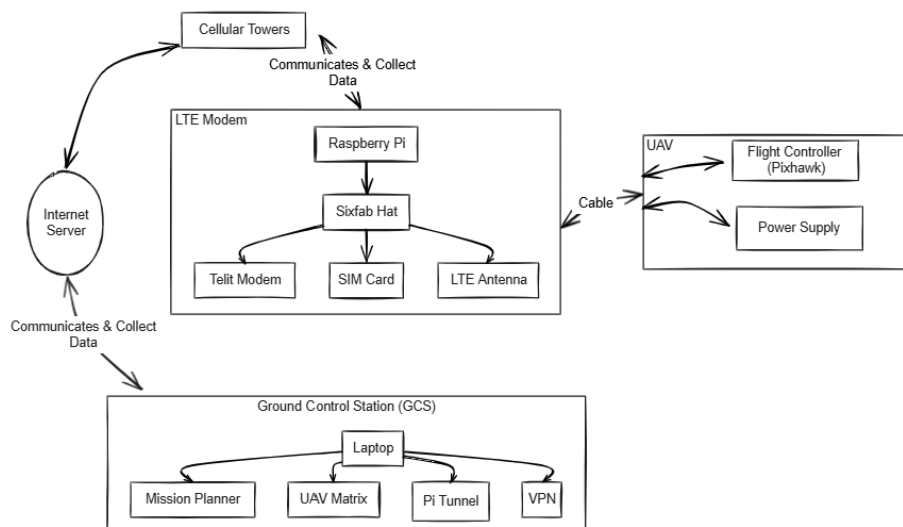 Cellular Towers
Communicates & Collect
Data
LTE Modem
Raspberry Pi
Sixfab Hat
Telit Modem
SIM Card
LTE Antenna
Cable
UAV
Flight Controller
(Pixhawk)
Power Supply
Internet
Server
Communicates & Collect
Data
Ground Control Station (GCS)
Laptop
Mission Planner
UAV Matrix
Pi Tunnel
VPN